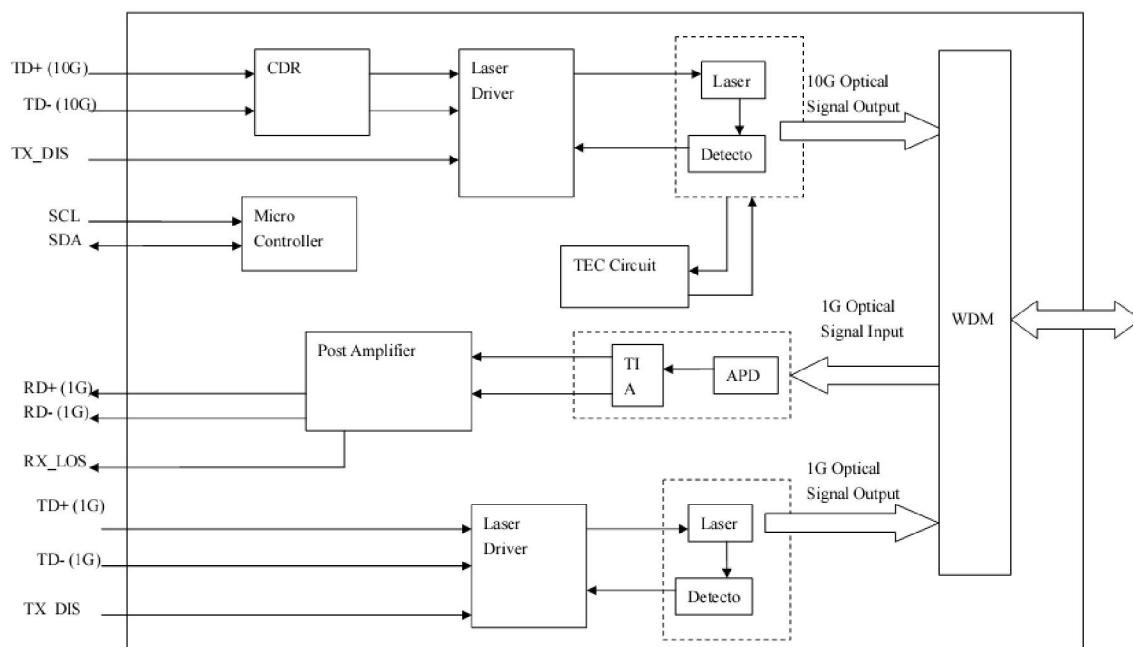 TD+ (10G)
CDR
Laser
Driver
Laser
10G Optical
Signal Output
TD- (10G)
TX_DIS
Detecto
SCL
SDA
Micro
Controller
TEC Circuit
1G Optical
Signal Input
WDM
Post Amplifier
TI
A
APD
RD+ (1G)
RD- (1G)
RX_LOS
1G Optical
Signal Output
TD+ (1G)
Laser
Driver
Laser
TD- (1G)
Detecto
TX_DIS